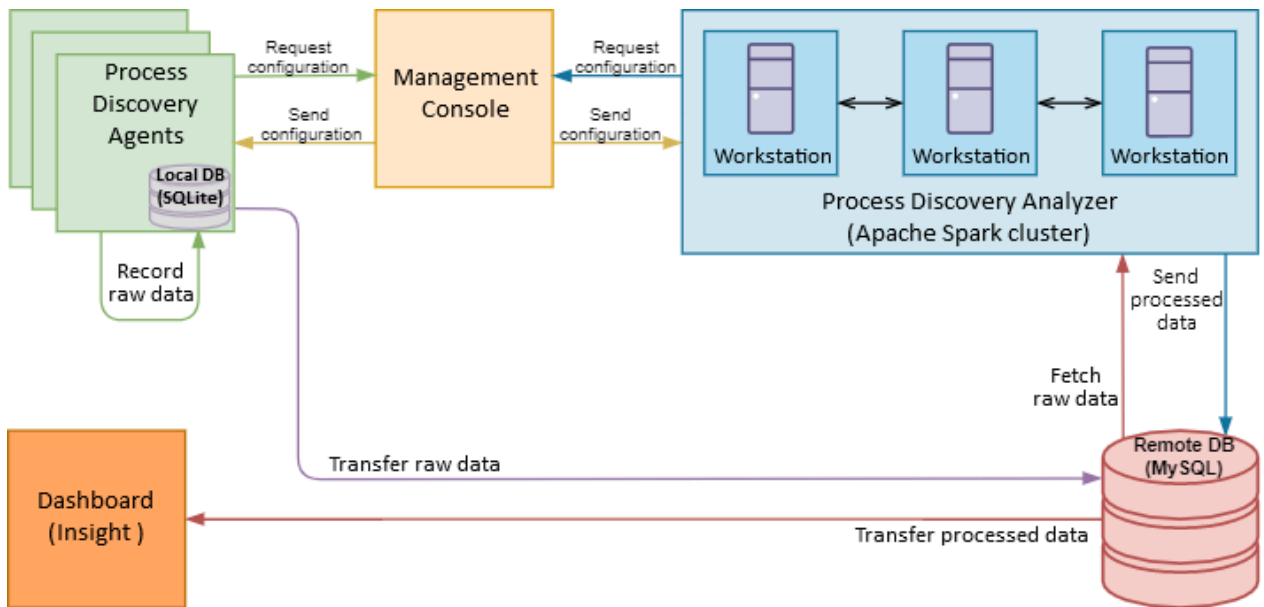 Process
Discovery
Agents
Local DB
(SQLite)
Record
raw data
Request
configuration
Send
configuration
Management
Console
Request
configuration
Send
configuration
Workstation
Workstation
Workstation
Process Discovery Analyzer
(Apache Spark cluster)
Send
processed
data
Fetch
raw data
Transfer raw data
Remote DB
(MySQL)
Dashboard
(Insight )
Transfer processed data